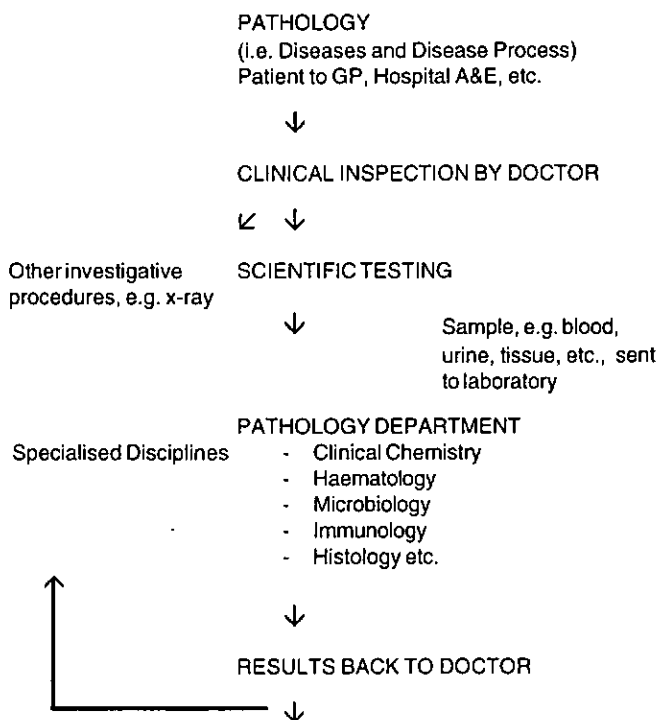 PATHOLOGY
(i.e. Diseases and Disease Process)
Patient to GP, Hospital A&E, etc.
CLINICAL INSPECTION BY DOCTOR
Other investigative
procedures, e.g. x-ray
SCIENTIFIC TESTING
Sample, e.g. blood,
urine, tissue, etc., sent
to laboratory
PATHOLOGY DEPARTMENT
Specialised Disciplines
- Clinical Chemistry
- Haematology
- Microbiology
- Immunology
- Histology etc.
RESULTS BACK TO DOCTOR